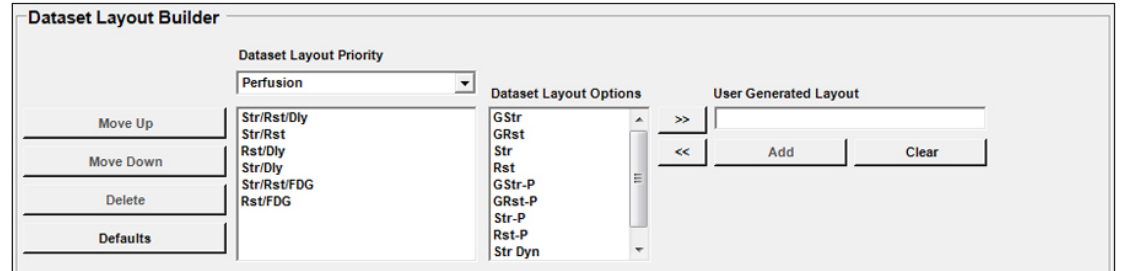 Dataset Layout Builder
Dataset Layout Priority
Perfusion
Dataset Layout Options
User Generated Layout
Move Up
Move Down
Delete
Defaults
Str/Rst/Dly
Str/Rst
Rst/Dly
Str/Dly
Str/Rst/FDG
Rst/FDG
GStr
GRst
Str
Rst
GStr-P
GRst-P
Str-P
Rst-P
Str Dyn
>>
<<
Add
Clear